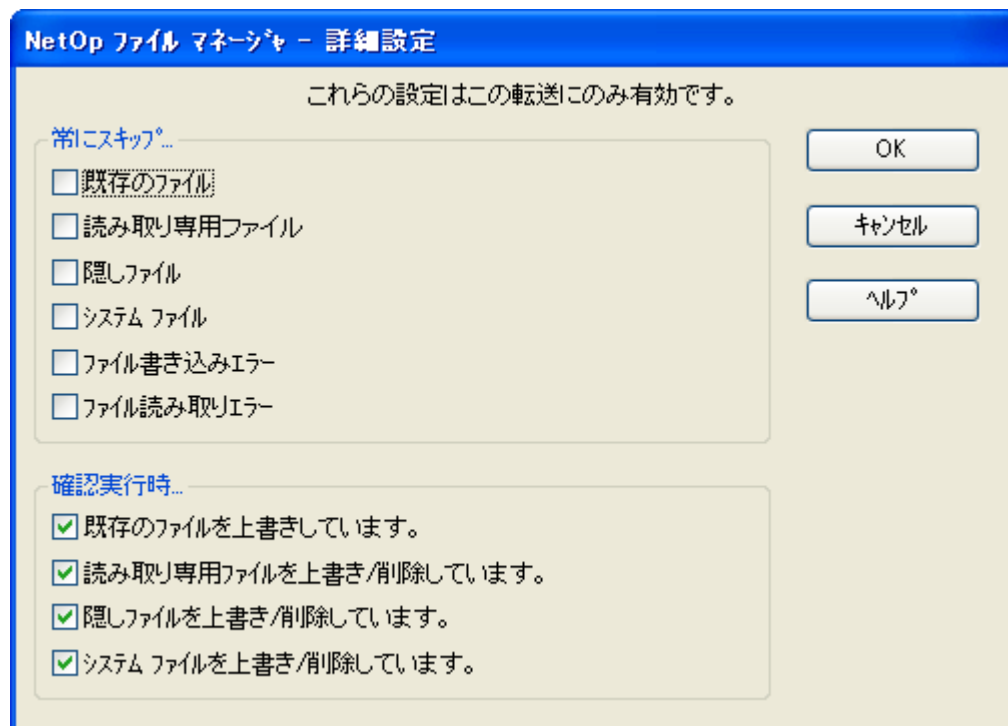 NetOp ファイル マネージャ - 詳細設定
これらの設定はこの転送にのみ有効です。
常にスキップ...
既存のファイル
読み取り専用ファイル
隠しファイル
システム ファイル
ファイル書き込みエラー
ファイル読み取りエラー
OK
キャンセル
ヘルプ
確認実行時...
既存のファイルを上書きしています。
読み取り専用ファイルを上書き/削除しています。
隠しファイルを上書き/削除しています。
システム ファイルを上書き/削除しています。